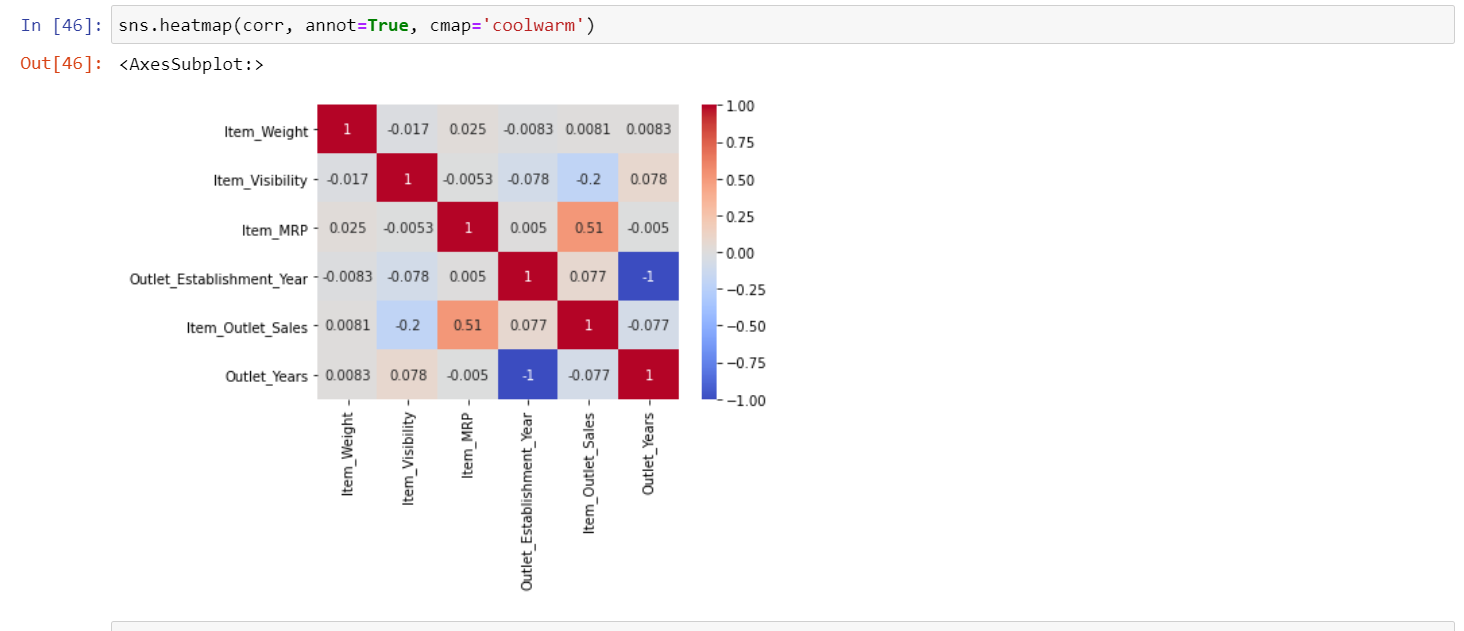 In [46]: sns.heatmap(corr, annot=True, cmap='coolwarm')
Out[46]: <AxesSubplot:>
Item_Weight 1 -0.017 0.025 -0.0083 0.0081 0.0083
Item_Visibility -0.017 1 -0.0053 -0.078 -0.2 0.078
Item_MRP 0.025 -0.0053 1 0.005 0.51 -0.005
Outlet_Establishment_Year -0.0083 -0.078 0.005 1 0.077 -1
Item_Outlet_Sales 0.0081 -0.2 0.51 0.077 1 -0.077
Outlet_Years 0.0083 0.078 -0.005 -1 -0.077 1
Item_Weight
Item_Visibility
Item_MRP
Outlet_Establishment_Year
Item_Outlet_Sales
Outlet_Years
1.00
0.75
0.50
0.25
0.00
−0.25
−0.50
−0.75
−1.00